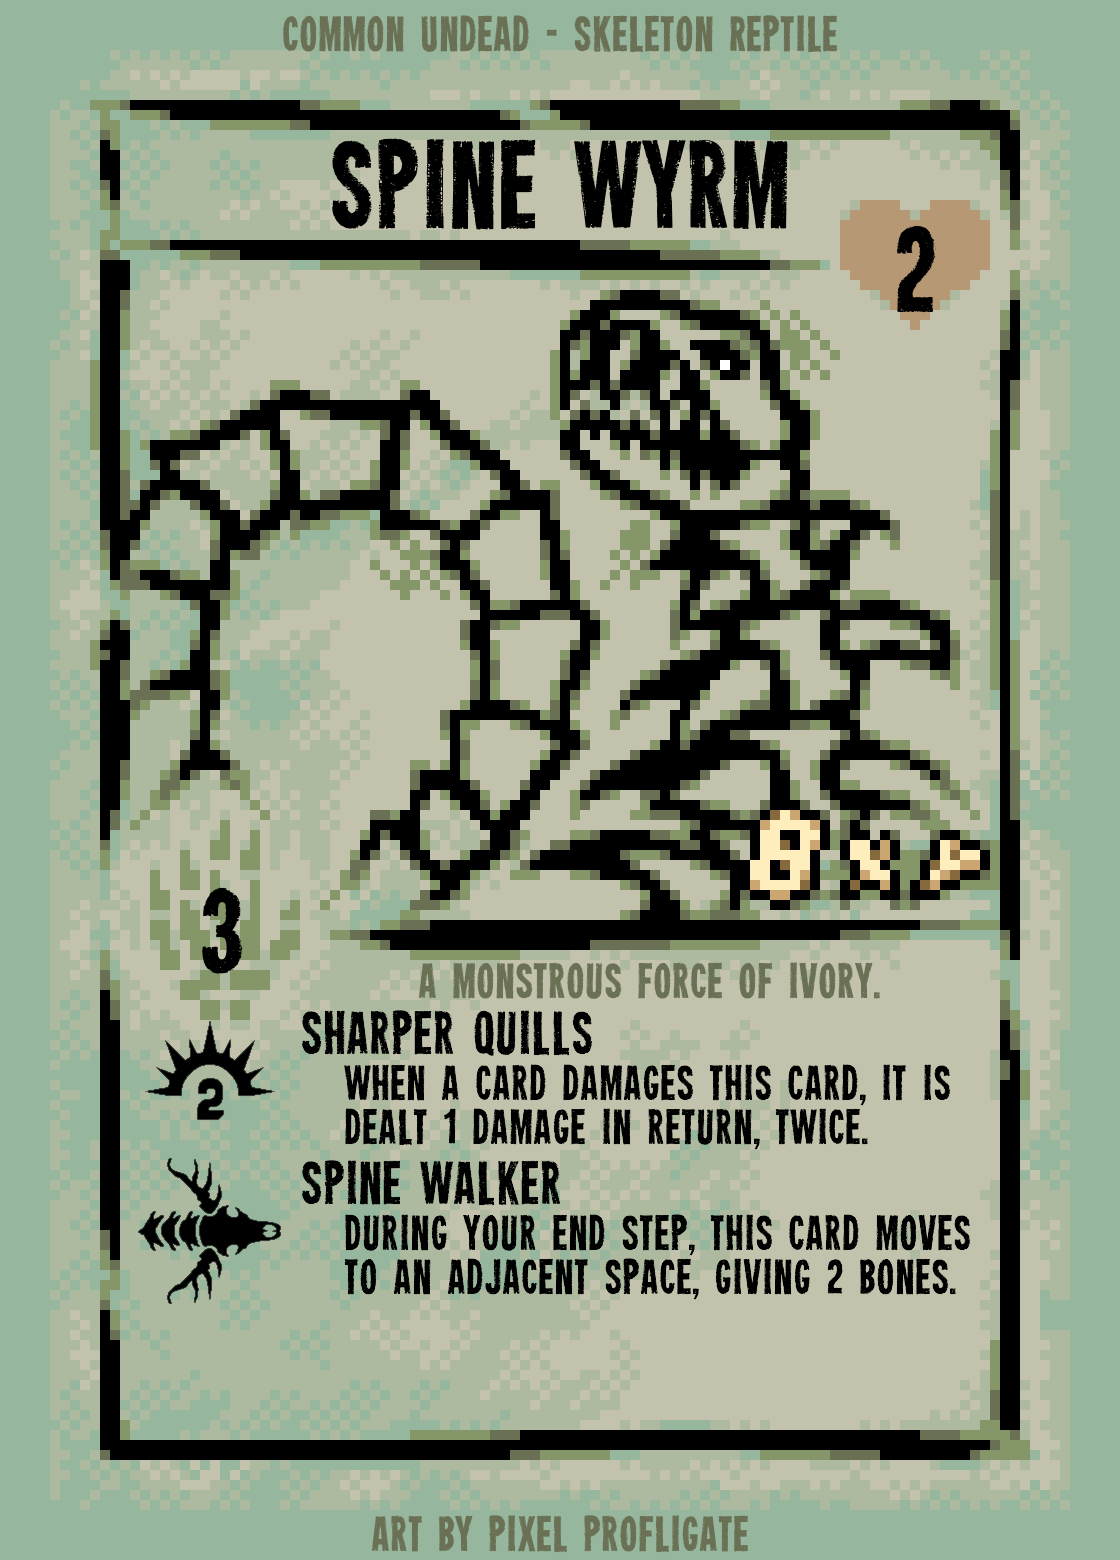 COMMON UNDEAD - SKELETON REPTILE
SPINE WYRM
2
8 x 7
3
A MONSTROUS FORCE OF IVORY.
SHARPER QUILLS
2
WHEN A CARD DAMAGES THIS CARD, IT IS
DEALT 1 DAMAGE IN RETURN, TWICE.
SPINE WALKER
DURING YOUR END STEP, THIS CARD MOVES
TO AN ADJACENT SPACE, GIVING 2 BONES.
ART BY PIXEL PROFLIGATE